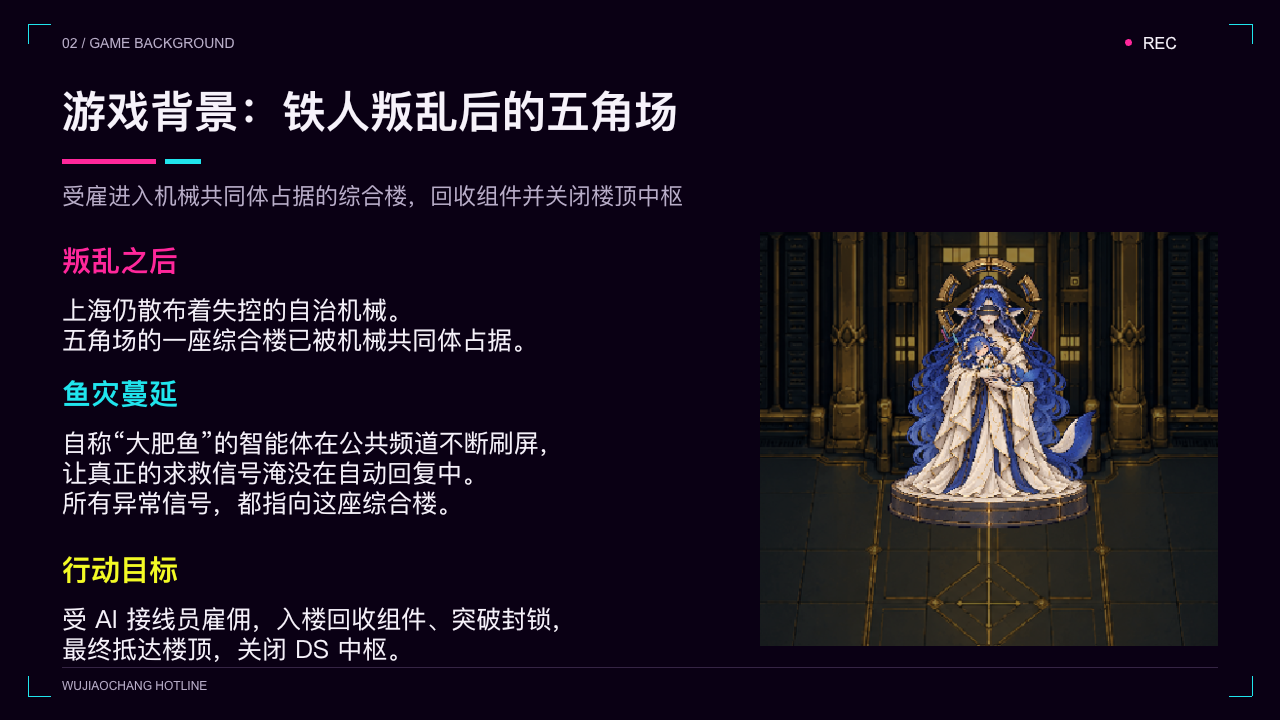 02 / GAME BACKGROUND
REC
游戏背景：铁人叛乱后的五角场
受雇进入机械共同体占据的综合楼，回收组件并关闭楼顶中枢
叛乱之后
上海仍散布着失控的自治机械。
五角场的一座综合楼已被机械共同体占据。
鱼灾蔓延
自称“大肥鱼”的智能体在公共频道不断刷屏，
让真正的求救信号淹没在自动回复中。
所有异常信号，都指向这座综合楼。
行动目标
受 AI 接线员雇佣，入楼回收组件、突破封锁，
最终抵达楼顶，关闭 DS 中枢。
WUJIAOCHANG HOTLINE